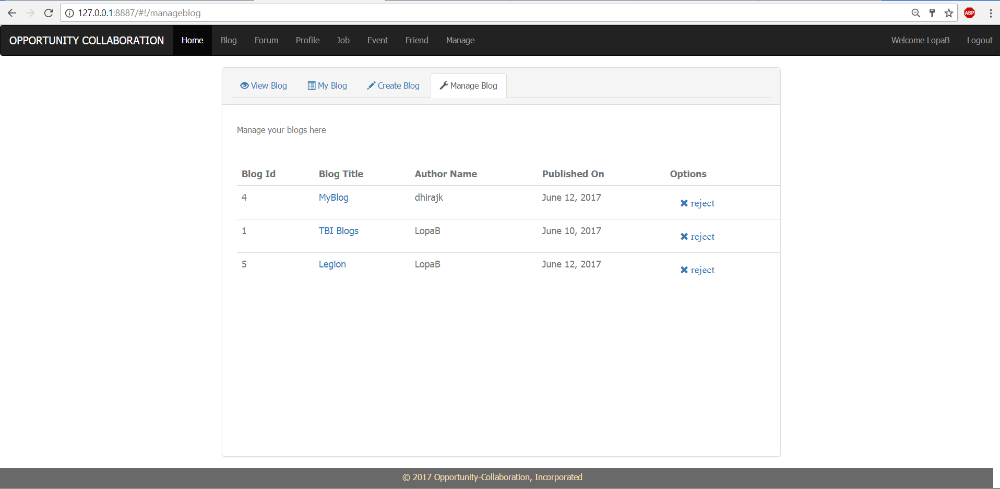 127.0.0.1:8887/#!/manageblog
ABP
OPPORTUNITY COLLABORATION Home Blog Forum Profile Job Event Friend Manage Welcome LopaB Logout
View Blog My Blog Create Blog Manage Blog
Manage your blogs here
Blog Id Blog Title Author Name Published On Options
4 MyBlog dhirajk June 12, 2017 reject
1 TBI Blogs LopaB June 10, 2017 reject
5 Legion LopaB June 12, 2017 reject
© 2017 Opportunity-Collaboration, Incorporated